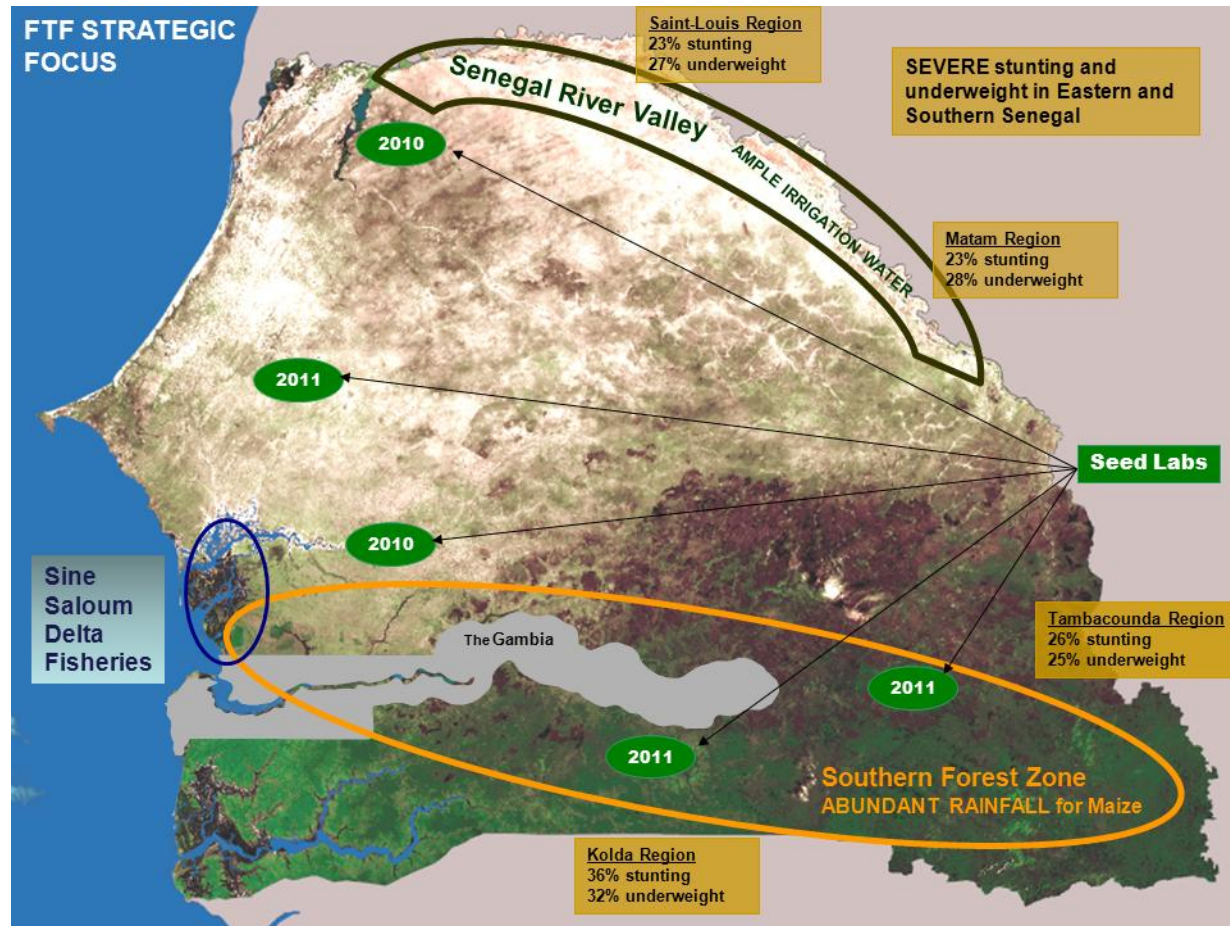 FTF STRATEGIC
FOCUS
Saint-Louis Region
23% stunting
27% underweight
SEVERE stunting and
underweight in Eastern and
Southern Senegal
Senegal River Valley
AMPLE IRRIGATION WATER
2010
Matam Region
23% stunting
28% underweight
2011
Seed Labs
2010
Sine
Saloum
Delta
Fisheries
The Gambia
Tambacounda Region
26% stunting
25% underweight
2011
2011
Southern Forest Zone
ABUNDANT RAINFALL for Maize
Kolda Region
36% stunting
32% underweight